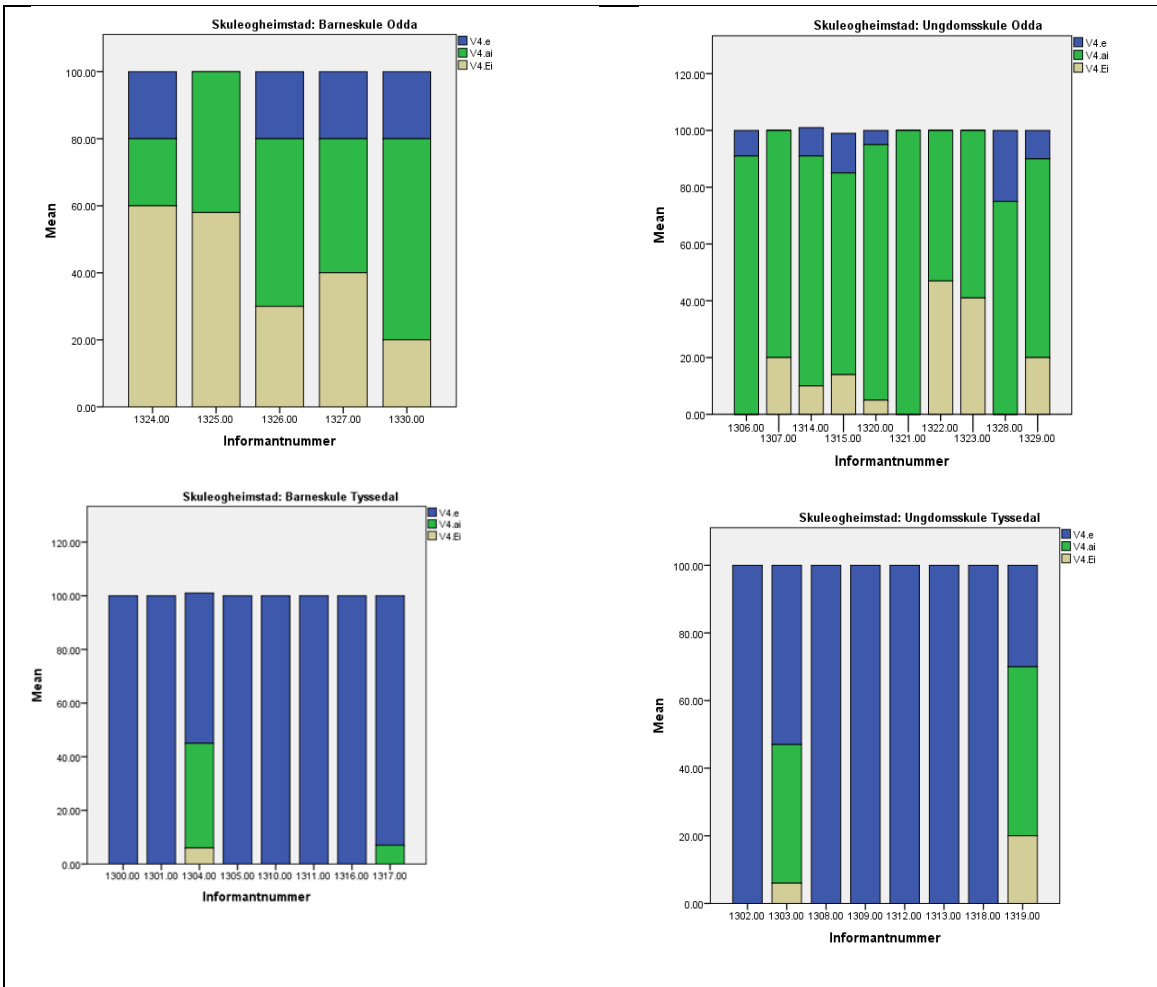 Skuleogheimstad: Barneskule Odda
V4.e
V4.ai
V4.Ei
100.00
80.00
60.00
40.00
20.00
0.00
Mean
1324.00 1325.00 1326.00 1327.00 1330.00
Informantnummer
Skuleogheimstad: Ungdomsskule Odda
V4.e
V4.ai
V4.Ei
120.00
100.00
80.00
60.00
40.00
20.00
0.00
Mean
1306.00 1314.00 1320.00 1322.00 1328.00
1307.00 1315.00 1321.00 1323.00 1329.00
Informantnummer
Skuleogheimstad: Barneskule Tyssedal
V4.e
V4.ai
V4.Ei
120.00
100.00
80.00
60.00
40.00
20.00
0.00
Mean
1300.00 1301.00 1304.00 1305.00 1310.00 1311.00 1316.00 1317.00
Informantnummer
Skuleogheimstad: Ungdomsskule Tyssedal
V4.e
V4.ai
V4.Ei
100.00
80.00
60.00
40.00
20.00
0.00
Mean
1302.00 1303.00 1308.00 1309.00 1312.00 1313.00 1318.00 1319.00
Informantnummer